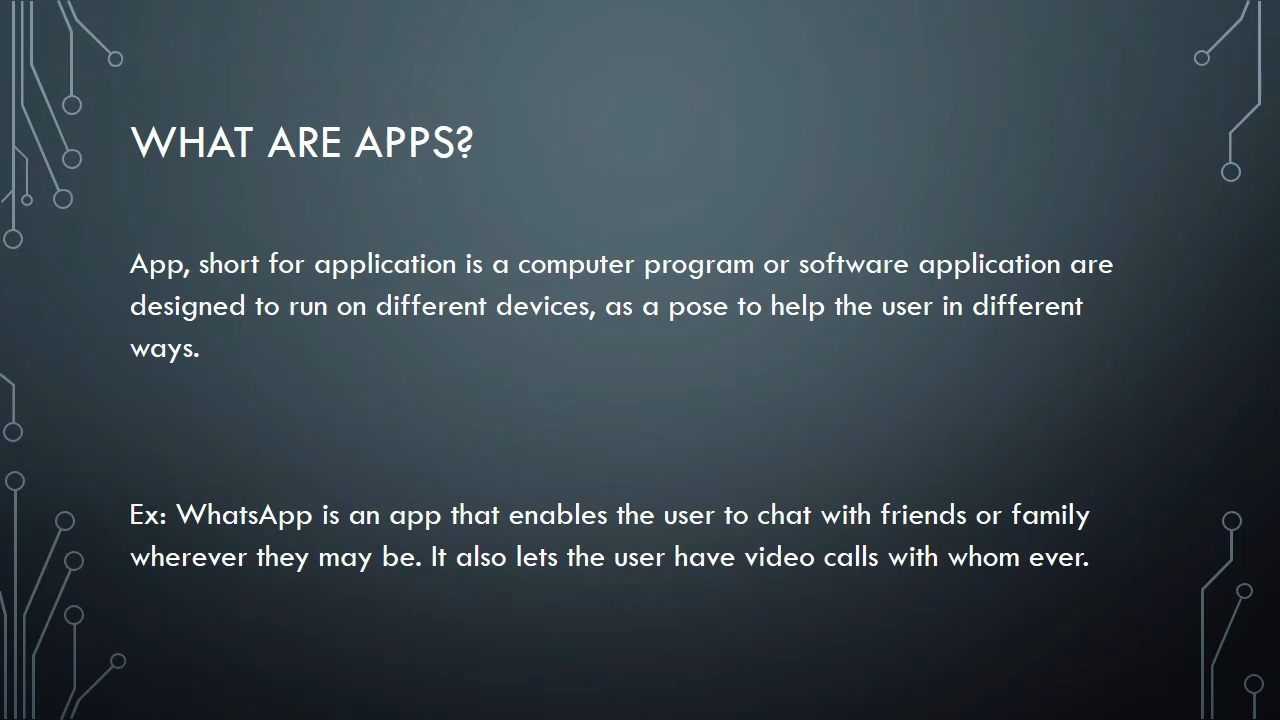 WHAT ARE APPS?
App, short for application is a computer program or software application are
designed to run on different devices, as a pose to help the user in different
ways.
Ex: WhatsApp is an app that enables the user to chat with friends or family
wherever they may be. It also lets the user have video calls with whom ever.